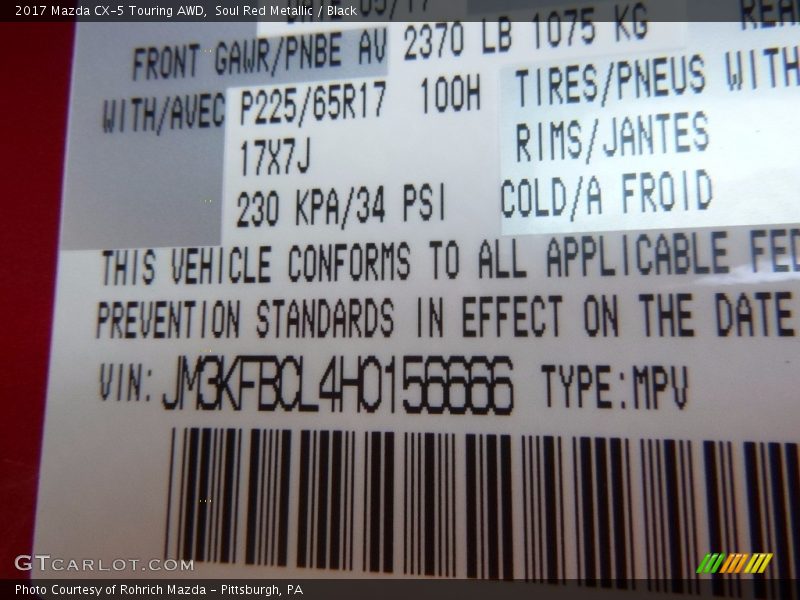 2017 Mazda CX-5 Touring AWD, Soul Red Metallic / Black
FRONT GAWR/PNBE AV 2370 LB 1075 KG
WITH/AVEC P225/65R17 100H TIRES/PNEUS WITH
17X7J RIMS/JANTES
230 KPA/34 PSI COLD/A FROID
THIS VEHICLE CONFORMS TO ALL APPLICABLE FED
PREVENTION STANDARDS IN EFFECT ON THE DATE
VIN: JM3KFBCL4H0156666 TYPE:MPV
GTCARLOT.COM
Photo Courtesy of Rohrich Mazda - Pittsburgh, PA